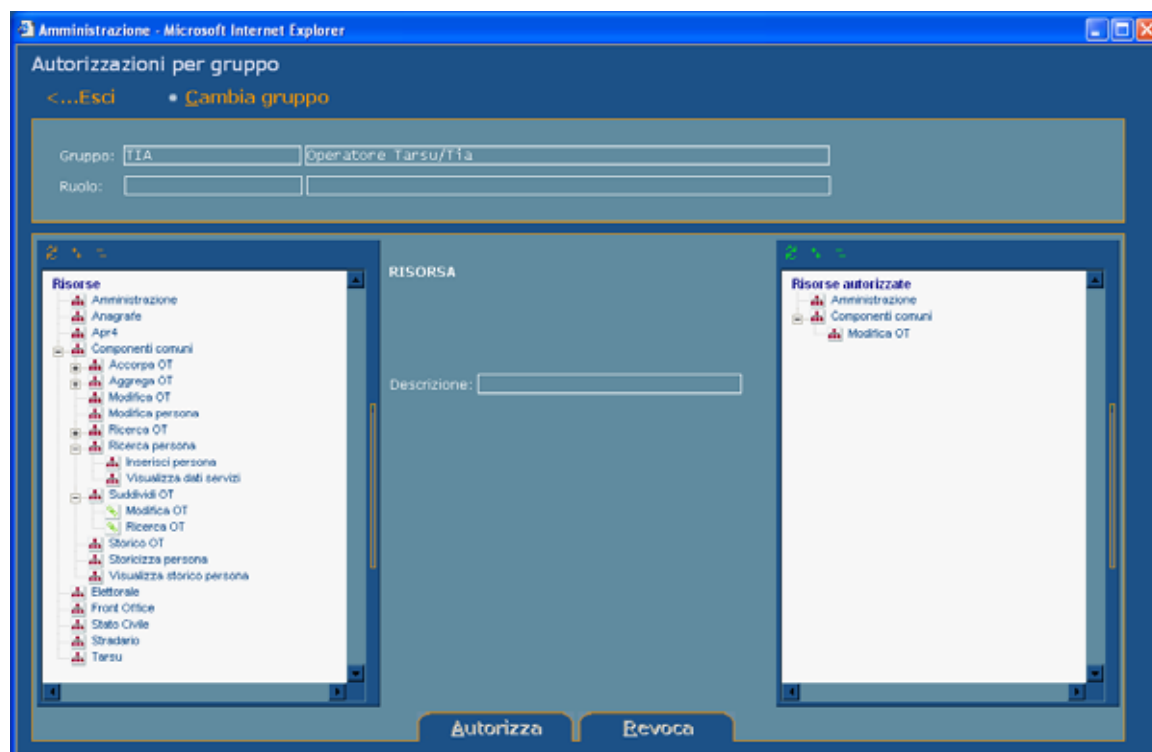 Amministrazione - Microsoft Internet Explorer
Autorizzazioni per gruppo
<...Esci • Cambia gruppo
Gruppo: TIA Operatore Tarsu/Tia
Ruolo:
Risorse
Amministrazione
Anagrafe
Apr4
Componenti comuni
Accorpa OT
Aggrega OT
Modifica OT
Modifica persona
Ricerca OT
Ricerca persona
Inserisci persona
Visualizza dati servizi
Suddividi OT
Modifica OT
Ricerca OT
Storico OT
Storicizza persona
Visualizza storico persona
Elettorale
Front Office
Stato Civile
Stradario
Tarsu
RISORSA
Descrizione:
Risorse autorizzate
Amministrazione
Componenti comuni
Modifica OT
Autorizza Revoca